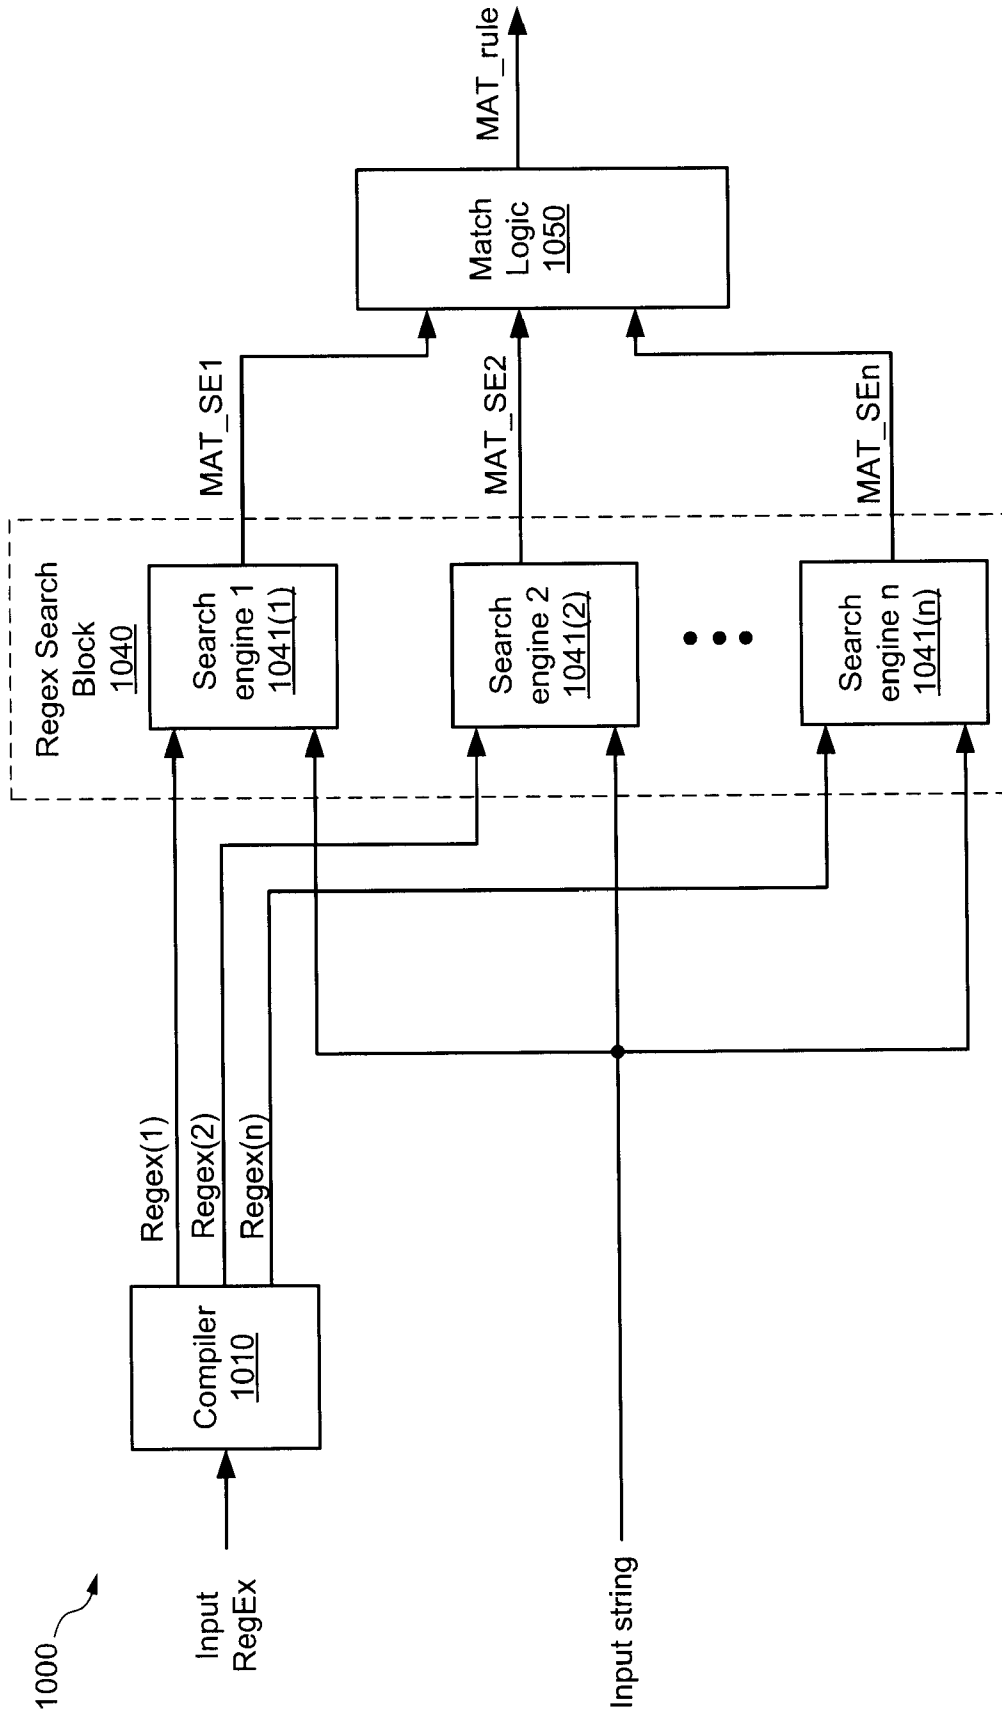 1000
Input
RegEx
Compiler
1010
Regex(1)
Regex(2)
Regex(n)
Input string
Regex Search
Block
1040
Search
engine 1
1041(1)
Search
engine 2
1041(2)
Search
engine n
1041(n)
MAT_SE1
MAT_SE2
MAT_SEn
Match
Logic
1050
MAT_rule